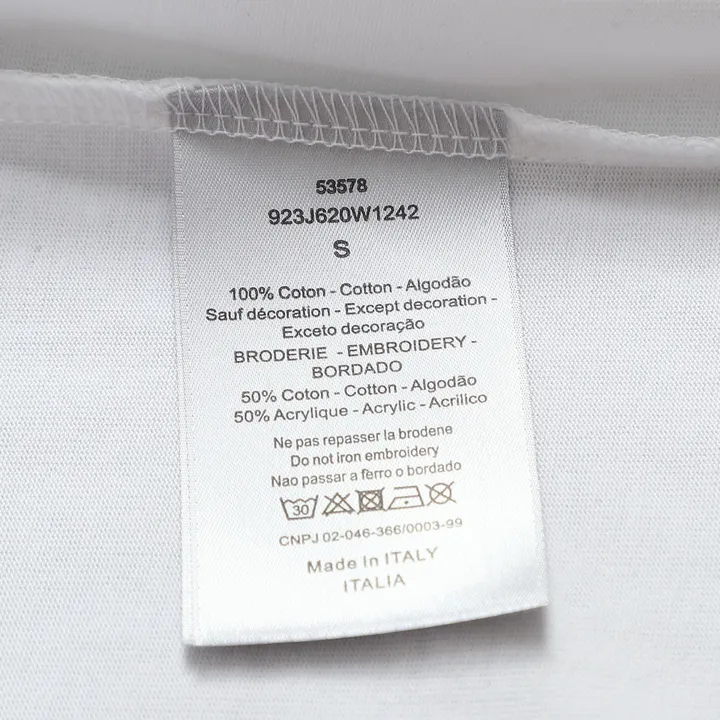 53578
923J620W1242
S
100% Coton - Cotton - Algodão
Sauf décoration - Except decoration -
Exceto decoração
BRODERIE - EMBROIDERY -
BORDADO
50% Coton - Cotton - Algodão
50% Acrylique - Acrylic - Acrilico
Ne pas repasser la brodene
Do not iron embroidery
Nao passar a ferro o bordado
30
CNPJ 02-046-366/0003-99
Made In ITALY
ITALIA